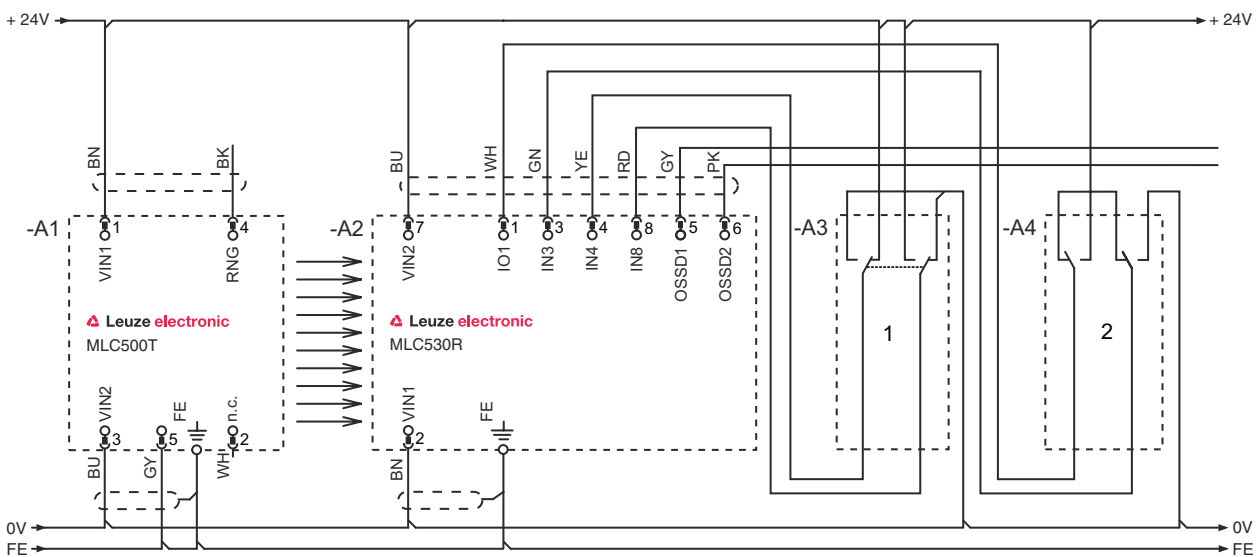 + 24V
+ 24V
BN
BK
BU
WH
GN
YE
RD
GY
PK
-A1
1
4
-A2
7
1
3
4
8
5
6
-A3
-A4
VIN1
RNG
VIN2
IO1
IN3
IN4
IN8
OSSD1
OSSD2
Leuze electronic
MLC500T
Leuze electronic
MLC530R
1
2
VIN2
FE
n.c.
VIN1
FE
3
5
2
2
BU
GY
WH
BN
0V
0V
FE
FE